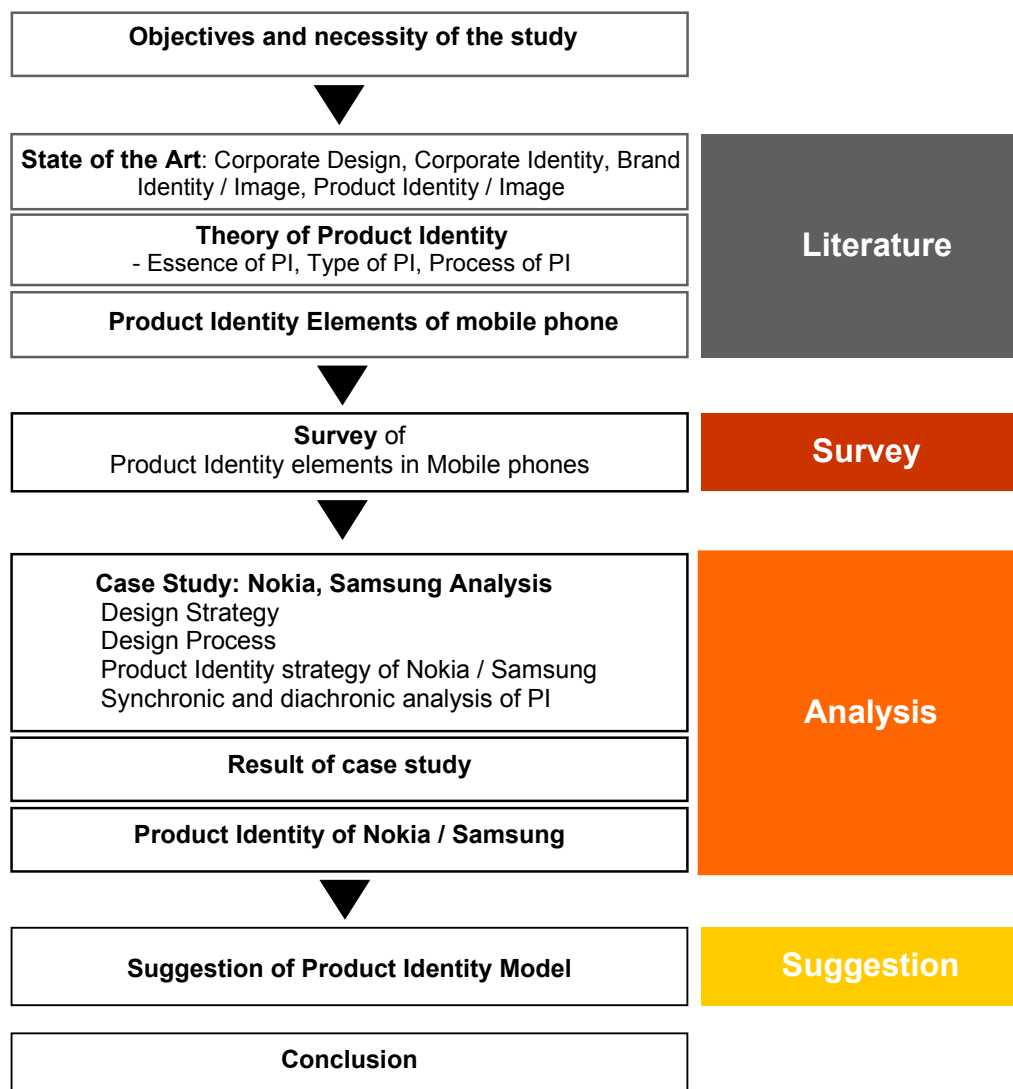 Objectives and necessity of the study
State of the Art: Corporate Design, Corporate Identity, Brand
Identity / Image, Product Identity / Image
Theory of Product Identity
- Essence of PI, Type of PI, Process of PI
Product Identity Elements of mobile phone
Literature
Survey of
Product Identity elements in Mobile phones
Survey
Case Study: Nokia, Samsung Analysis
Design Strategy
Design Process
Product Identity strategy of Nokia / Samsung
Synchronic and diachronic analysis of PI
Result of case study
Product Identity of Nokia / Samsung
Analysis
Suggestion of Product Identity Model
Suggestion
Conclusion